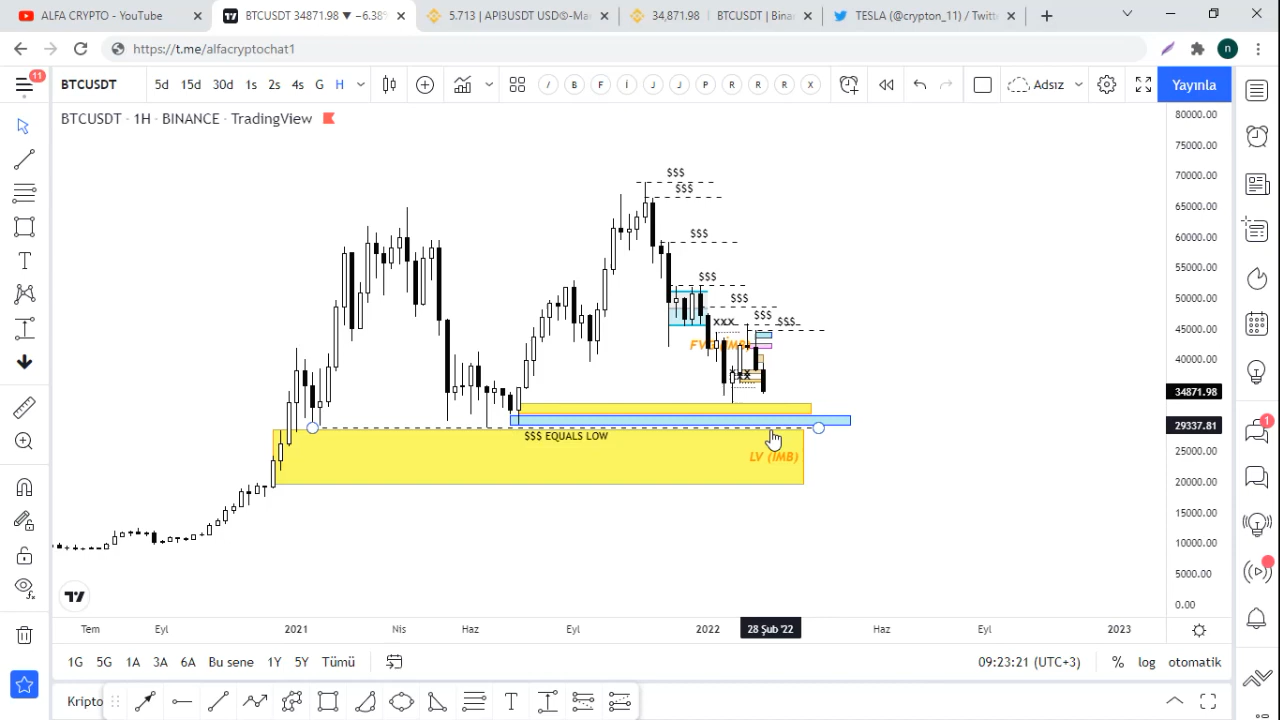 ALFA CRYPTO - YouTube
BTCUSDT 34871.98 ▼ −6.38%
5.713 | API3USDT USDⓈ-Ma
34,871.98 | BTCUSDT | Binan
TESLA (@crypton_11) / Twitt
https://t.me/alfacryptochat1
n
11
BTCUSDT
5d 15d 30d 1s 2s 4s G H
/ B F İ J J P R R R X
Adsız
Yayınla
BTCUSDT · 1H · BINANCE · TradingView
80000.00
75000.00
70000.00
65000.00
60000.00
55000.00
50000.00
45000.00
40000.00
34871.98
29337.81
25000.00
20000.00
15000.00
10000.00
5000.00
0.00
$$$
$$$
$$$
$$$
$$$
$$$
$$$
XXX
$$$ EQUALS LOW
LV (IMB)
1
Tem Eyl 2021 Nis Haz Eyl 2022 28 Şub '22 Haz Eyl 2023
1G 5G 1A 3A 6A Bu sene 1Y 5Y Tümü
09:23:21 (UTC+3) % log otomatik
Kripto
T